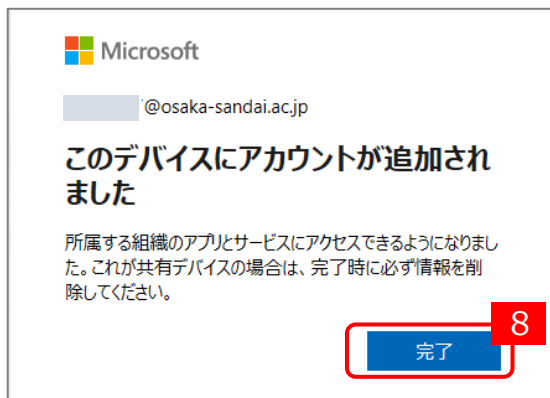 Microsoft
@osaka-sandai.ac.jp
このデバイスにアカウントが追加され
ました
所属する組織のアプリとサービスにアクセスできるようになりまし
た。これが共有デバイスの場合は、完了時に必ず情報を削
除してください。
8
完了